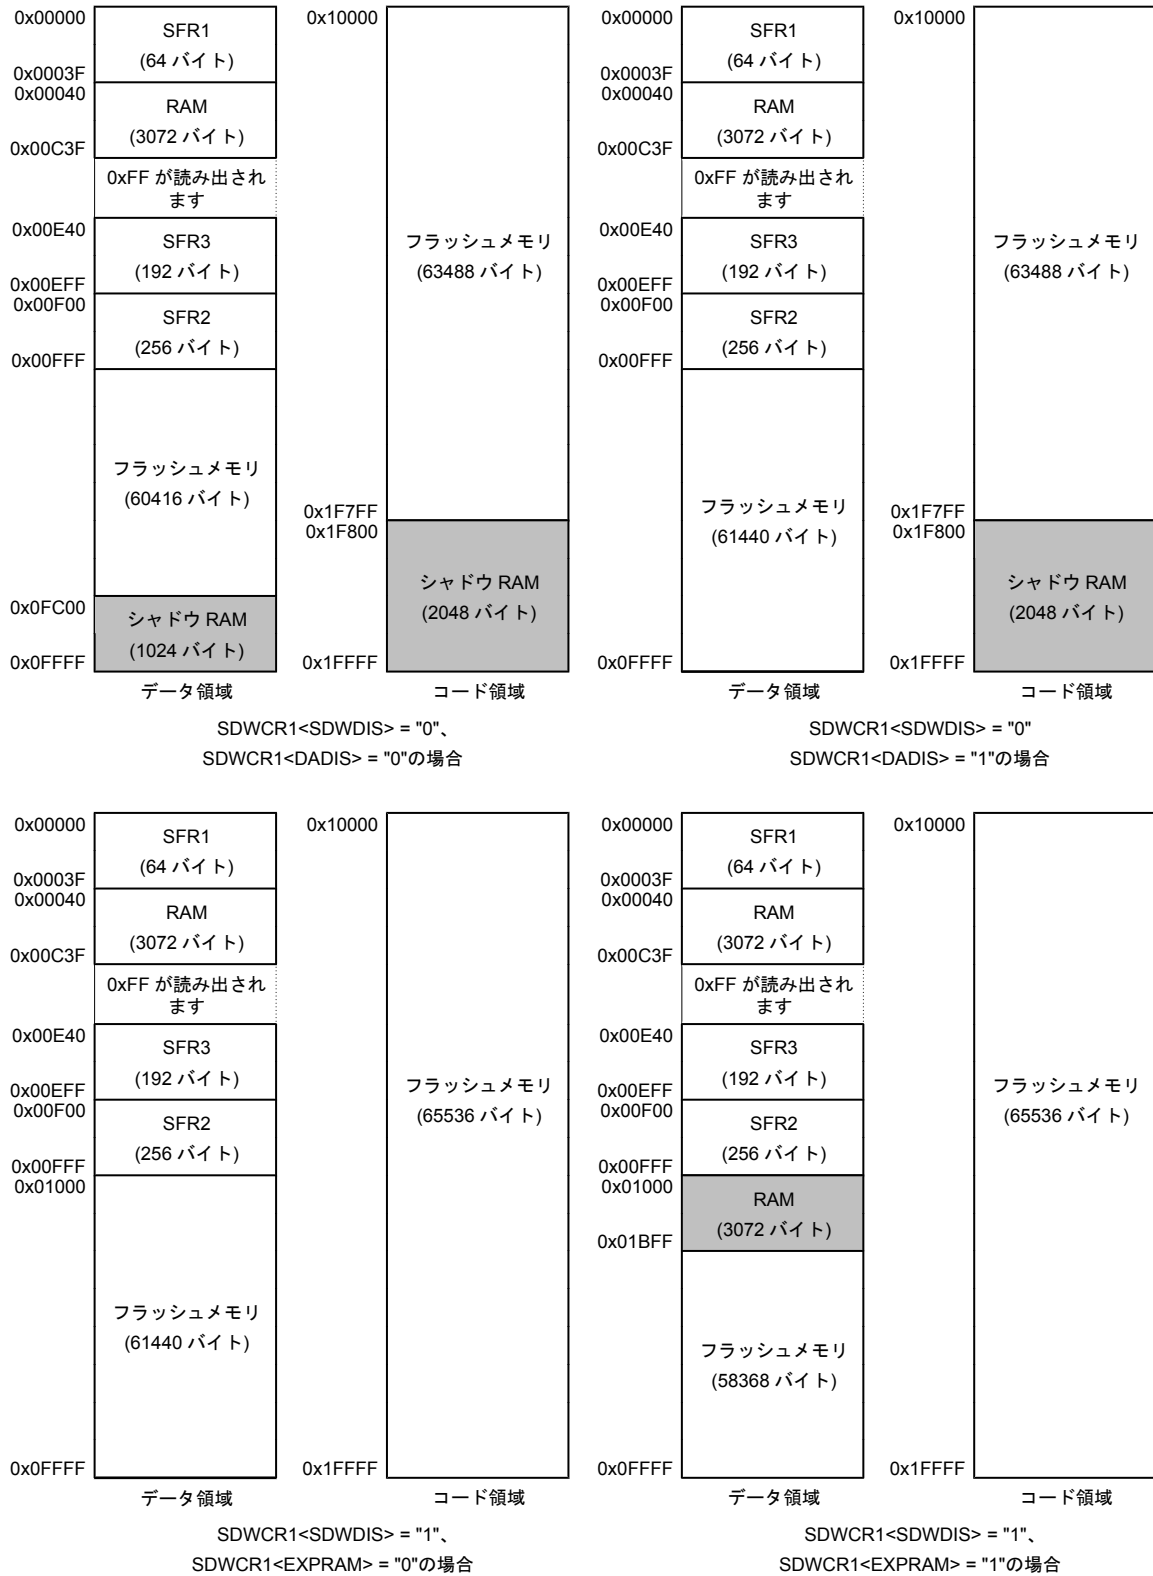 0x00000
SFR1
(64 バイト)
0x0003F
0x00040
RAM
(3072 バイト)
0x00C3F
0xFF が読み出され
ます
0x00E40
SFR3
(192 バイト)
0x00EFF
0x00F00
SFR2
(256 バイト)
0x00FFF
フラッシュメモリ
(60416 バイト)
0x0FC00
シャドウ RAM
(1024 バイト)
0x0FFFF
データ領域
0x10000
フラッシュメモリ
(63488 バイト)
0x1F7FF
0x1F800
シャドウ RAM
(2048 バイト)
0x1FFFF
コード領域
SDWCR1<SDWDIS> = "0"、
SDWCR1<DADIS> = "0"の場合
0x00000
SFR1
(64 バイト)
0x0003F
0x00040
RAM
(3072 バイト)
0x00C3F
0xFF が読み出され
ます
0x00E40
SFR3
(192 バイト)
0x00EFF
0x00F00
SFR2
(256 バイト)
0x00FFF
フラッシュメモリ
(61440 バイト)
0x0FFFF
データ領域
0x10000
フラッシュメモリ
(63488 バイト)
0x1F7FF
0x1F800
シャドウ RAM
(2048 バイト)
0x1FFFF
コード領域
SDWCR1<SDWDIS> = "0"
SDWCR1<DADIS> = "1"の場合
0x00000
SFR1
(64 バイト)
0x0003F
0x00040
RAM
(3072 バイト)
0x00C3F
0xFF が読み出され
ます
0x00E40
SFR3
(192 バイト)
0x00EFF
0x00F00
SFR2
(256 バイト)
0x00FFF
0x01000
フラッシュメモリ
(61440 バイト)
0x0FFFF
データ領域
0x10000
フラッシュメモリ
(65536 バイト)
0x1FFFF
コード領域
SDWCR1<SDWDIS> = "1"、
SDWCR1<EXPRAM> = "0"の場合
0x00000
SFR1
(64 バイト)
0x0003F
0x00040
RAM
(3072 バイト)
0x00C3F
0xFF が読み出され
ます
0x00E40
SFR3
(192 バイト)
0x00EFF
0x00F00
SFR2
(256 バイト)
0x00FFF
0x01000
RAM
(3072 バイト)
0x01BFF
フラッシュメモリ
(58368 バイト)
0x0FFFF
データ領域
0x10000
フラッシュメモリ
(65536 バイト)
0x1FFFF
コード領域
SDWCR1<SDWDIS> = "1"、
SDWCR1<EXPRAM> = "1"の場合